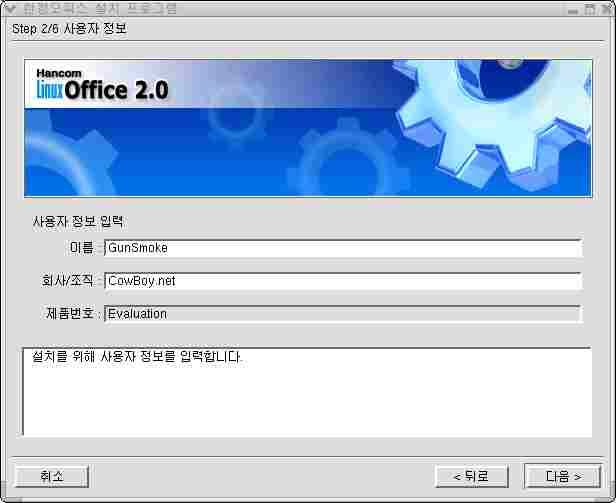 한컴오피스 설치 프로그램
Step 2/6 사용자 정보
Hancom
Linux Office 2.0
사용자 정보 입력
이름 : GunSmoke
회사/조직 : CowBoy.net
제품번호 : Evaluation
설치를 위해 사용자 정보를 입력합니다.
취소
< 뒤로
다음 >